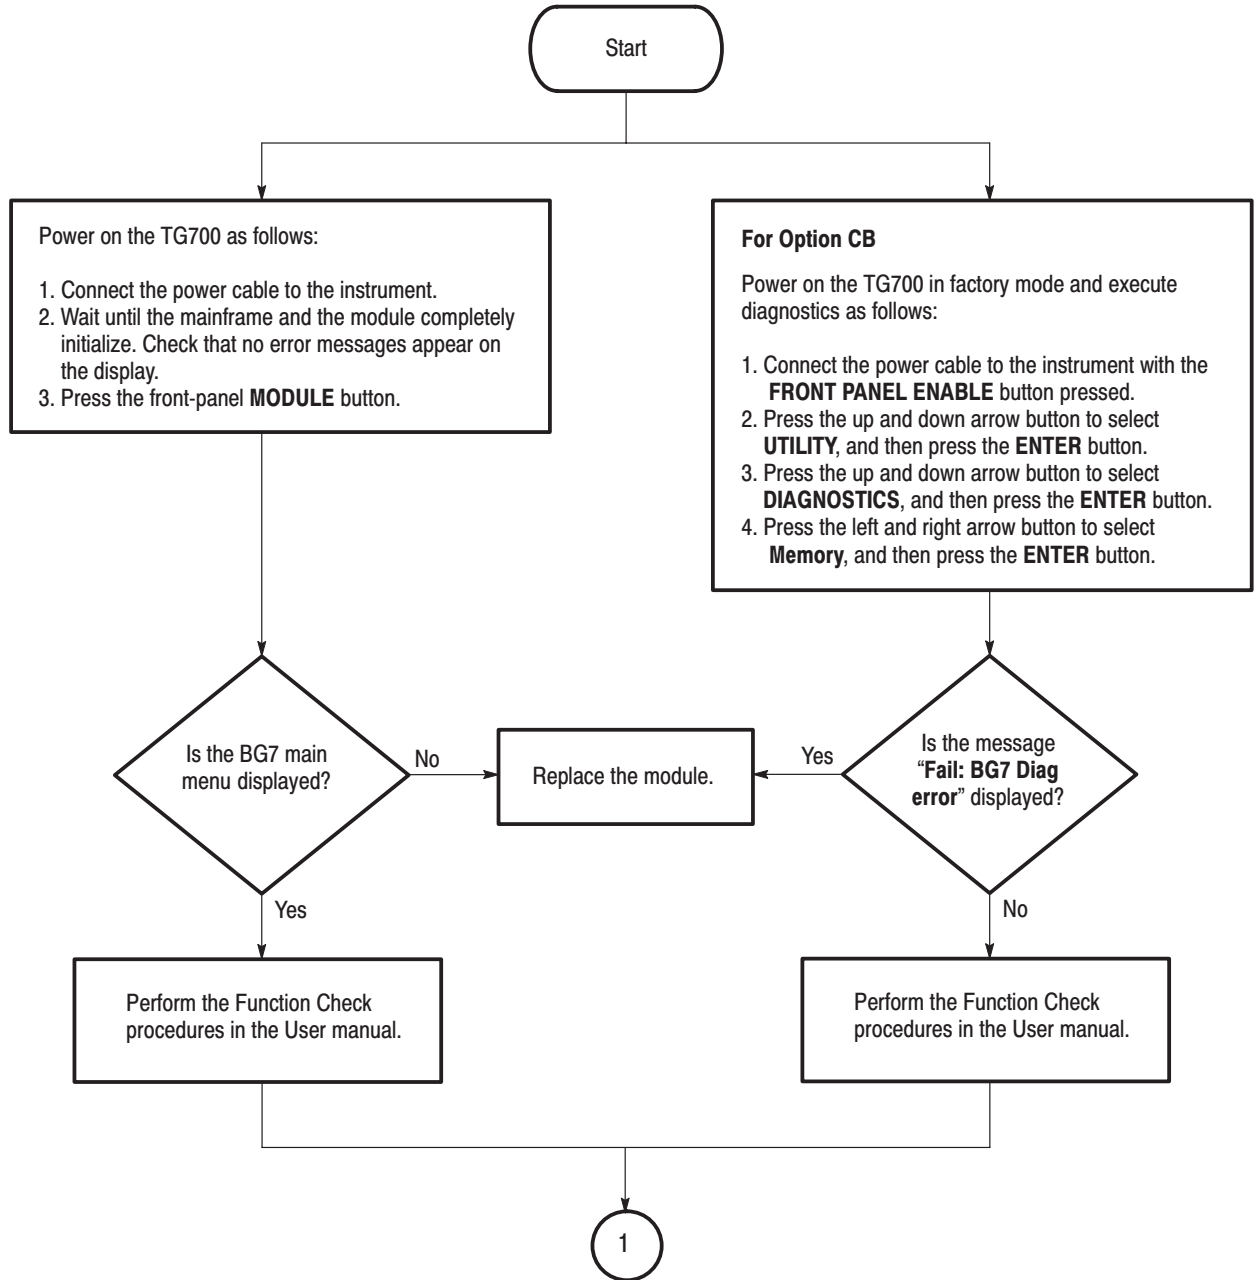 Start
Power on the TG700 as follows:
1. Connect the power cable to the instrument.
2. Wait until the mainframe and the module completely
initialize. Check that no error messages appear on
the display.
3. Press the front-panel MODULE button.
For Option CB
Power on the TG700 in factory mode and execute
diagnostics as follows:
1. Connect the power cable to the instrument with the
FRONT PANEL ENABLE button pressed.
2. Press the up and down arrow button to select
UTILITY, and then press the ENTER button.
3. Press the up and down arrow button to select
DIAGNOSTICS, and then press the ENTER button.
4. Press the left and right arrow button to select
Memory, and then press the ENTER button.
Is the BG7 main
menu displayed?
No
Replace the module.
Yes
Is the message
“Fail: BG7 Diag
error” displayed?
Yes
No
Perform the Function Check
procedures in the User manual.
Perform the Function Check
procedures in the User manual.
1